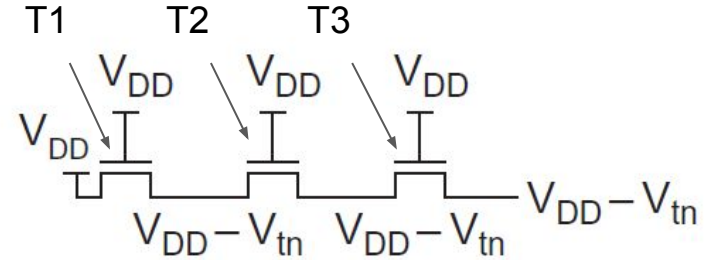 T1 T2 T3
V_DD V_DD V_DD
V_DD
V_DD – V_tn V_DD – V_tn V_DD – V_tn